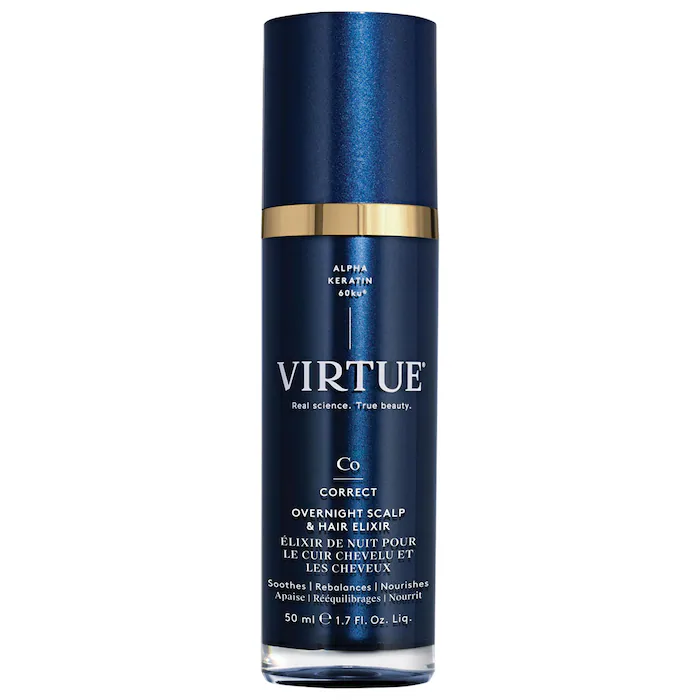 ALPHA
KERATIN
60ku®
VIRTUE®
Real science. True beauty.
Co
CORRECT
OVERNIGHT SCALP
& HAIR ELIXIR
ÉLIXIR DE NUIT POUR
LE CUIR CHEVELU ET
LES CHEVEUX
Soothes | Rebalances | Nourishes
Apaise | Rééquilibrages | Nourrit
50 ml ℮ 1.7 Fl. Oz. Liq.